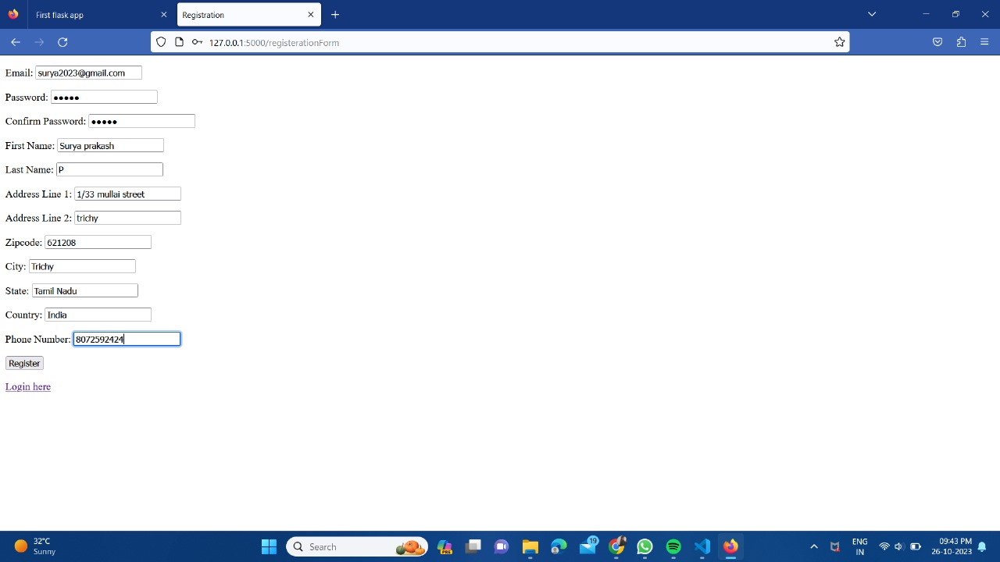 First flask app
Registration
127.0.0.1:5000/registerationForm
Email: surya2023@gmail.com
Password: •••••
Confirm Password: •••••
First Name: Surya prakash
Last Name: P
Address Line 1: 1/33 mullai street
Address Line 2: trichy
Zipcode: 621208
City: Trichy
State: Tamil Nadu
Country: India
Phone Number: 8072592424
Register
Login here
32°C
Sunny
Search
PRE
19
ENG
IN
09:43 PM
26-10-2023